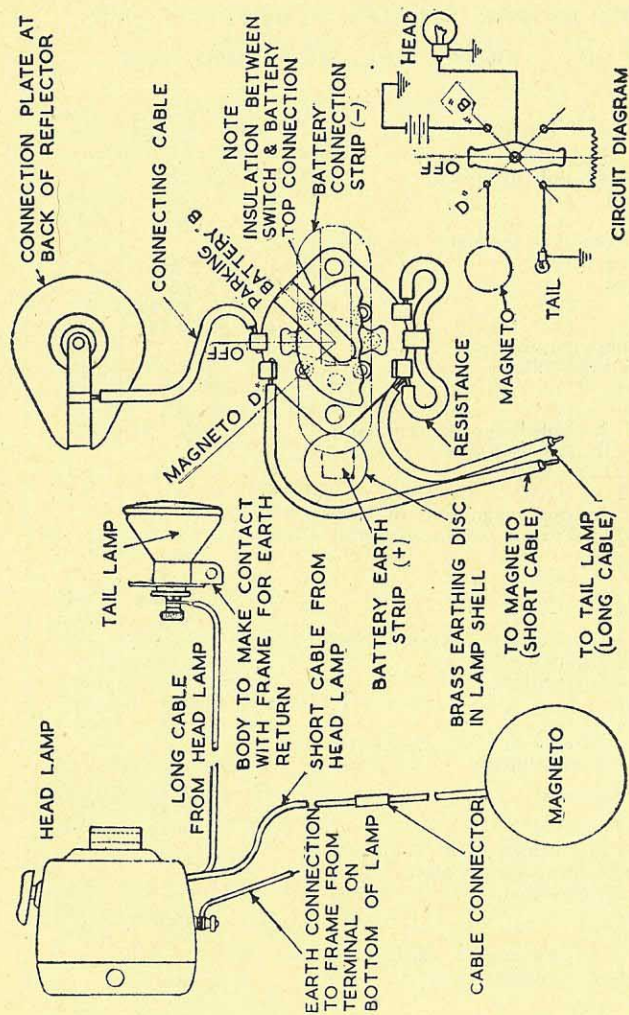 HEAD LAMP
TAIL LAMP
LONG CABLE
FROM HEAD LAMP
BODY TO MAKE CONTACT
WITH FRAME FOR EARTH
RETURN
SHORT CABLE FROM
HEAD LAMP
EARTH CONNECTION
TO FRAME FROM
TERMINAL ON
BOTTOM OF LAMP
CABLE CONNECTOR
MAGNETO
CONNECTION PLATE AT
BACK OF REFLECTOR
CONNECTING CABLE
NOTE
INSULATION BETWEEN
SWITCH & BATTERY
TOP CONNECTION
PARKING "B"
BATTERY
OFF
MAGNETO "D"
BATTERY
CONNECTION
STRIP (-)
BATTERY EARTH
STRIP (+)
BRASS EARTHING DISC
IN LAMP SHELL
RESISTANCE
TO MAGNETO
(SHORT CABLE)
TO TAIL LAMP
(LONG CABLE)
HEAD
"B"
OFF
"D"
MAGNETO
TAIL
CIRCUIT DIAGRAM